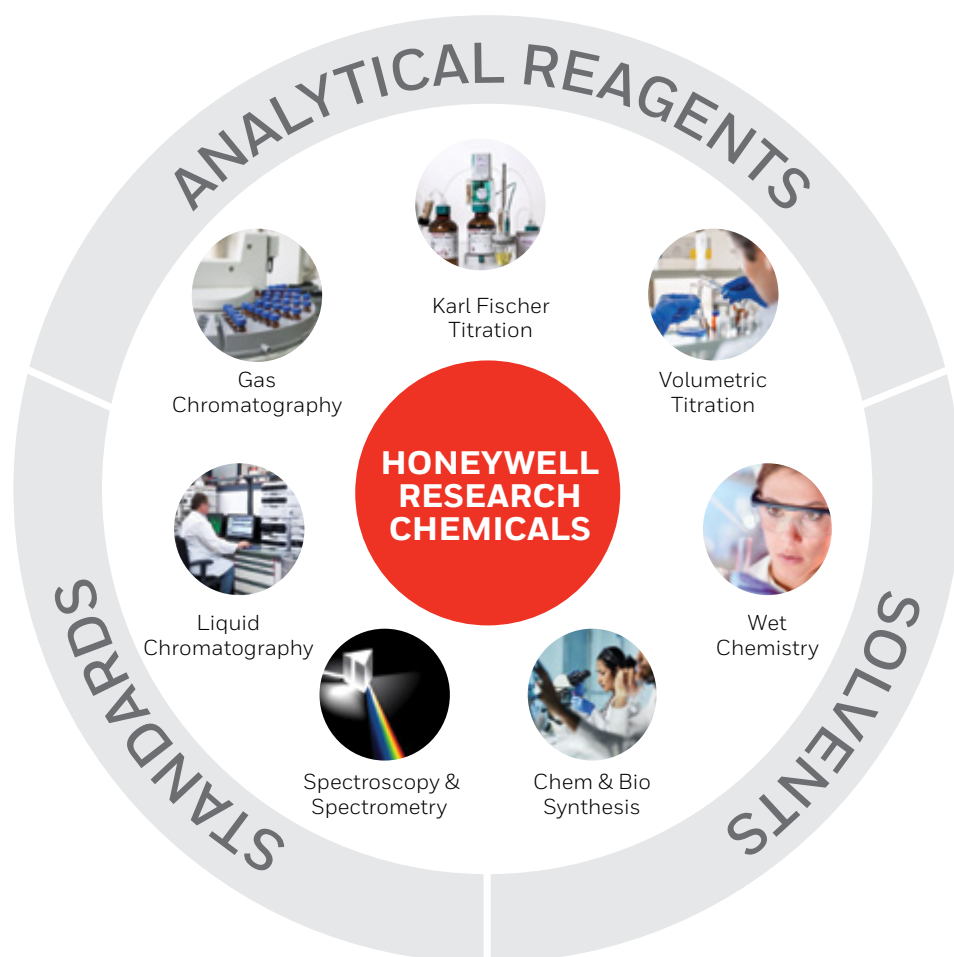 ANALYTICAL REAGENTS
Karl Fischer
Titration
Gas
Chromatography
Volumetric
Titration
HONEYWELL
RESEARCH
CHEMICALS
Liquid
Chromatography
Wet
Chemistry
Spectroscopy &
Spectrometry
Chem & Bio
Synthesis
STANDARDS
SOLVENTS